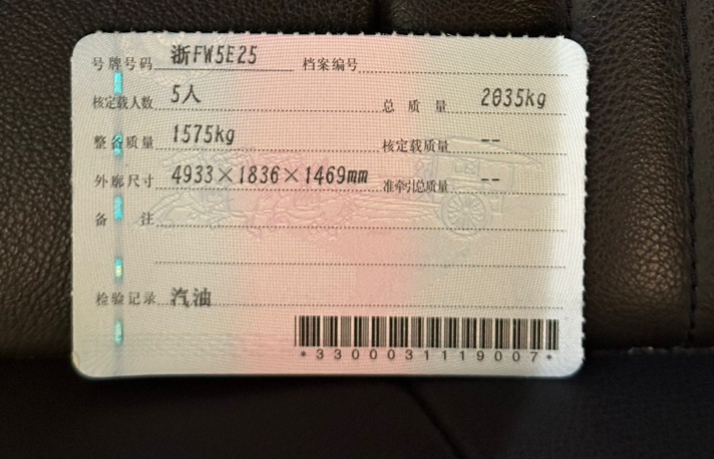 号牌号码 浙FW5E25 档案编号
核定载人数 5人 总质量 2035kg
整备质量 1575kg 核定载质量 --
外廓尺寸 4933×1836×1469mm 准牵引总质量 --
备注
检验记录 汽油
*3300031119007*